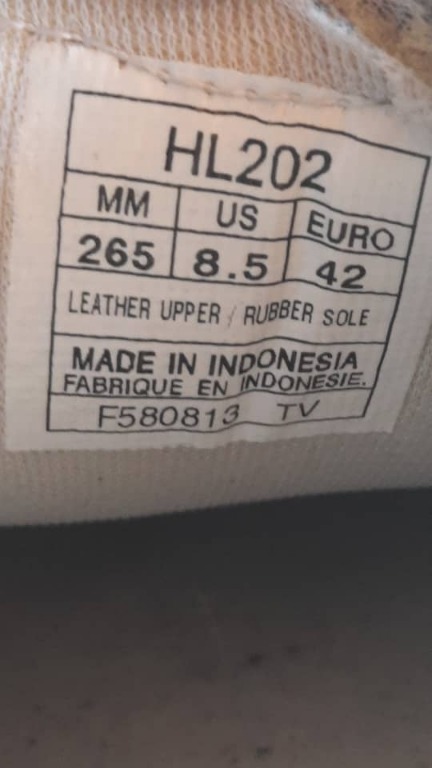 HL202
MM US EURO
265 8.5 42
LEATHER UPPER / RUBBER SOLE
MADE IN INDONESIA
FABRIQUE EN INDONESIE.
F580813 TV